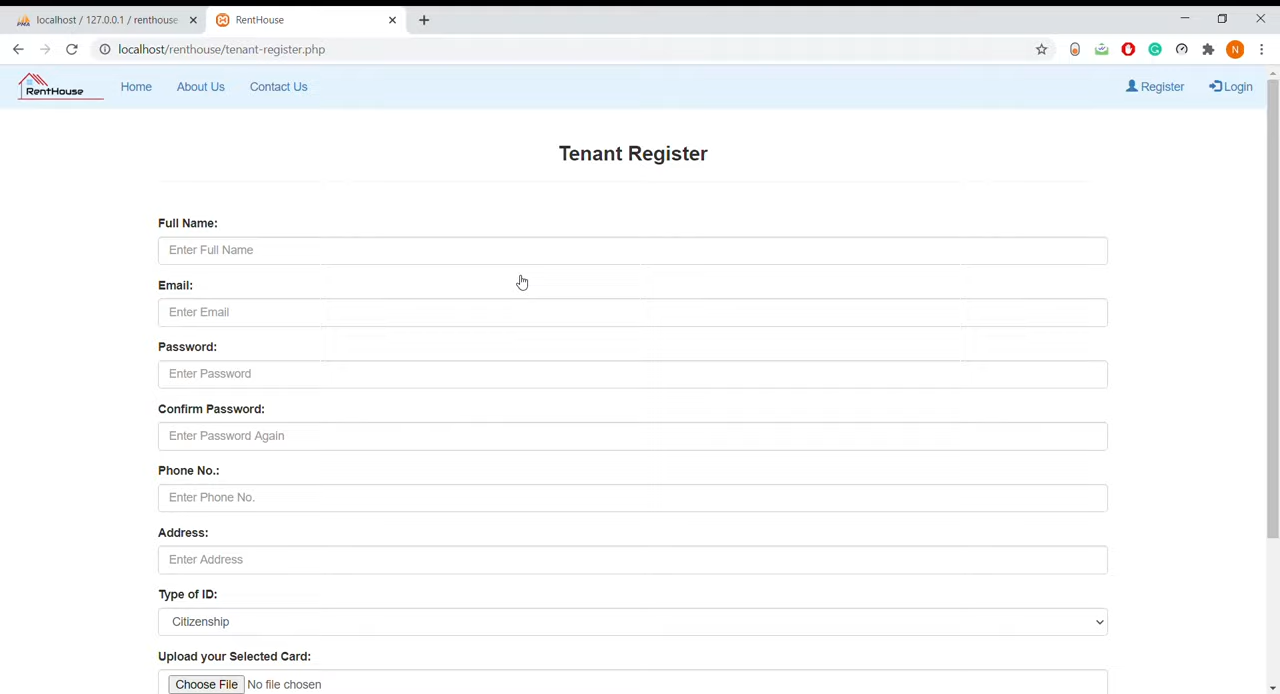 localhost / 127.0.0.1 / renthouse
RentHouse
localhost/renthouse/tenant-register.php
N
RentHouse
Home
About Us
Contact Us
Register
Login
Tenant Register
Full Name:
Enter Full Name
Email:
Enter Email
Password:
Enter Password
Confirm Password:
Enter Password Again
Phone No.:
Enter Phone No.
Address:
Enter Address
Type of ID:
Citizenship
Upload your Selected Card:
Choose File No file chosen